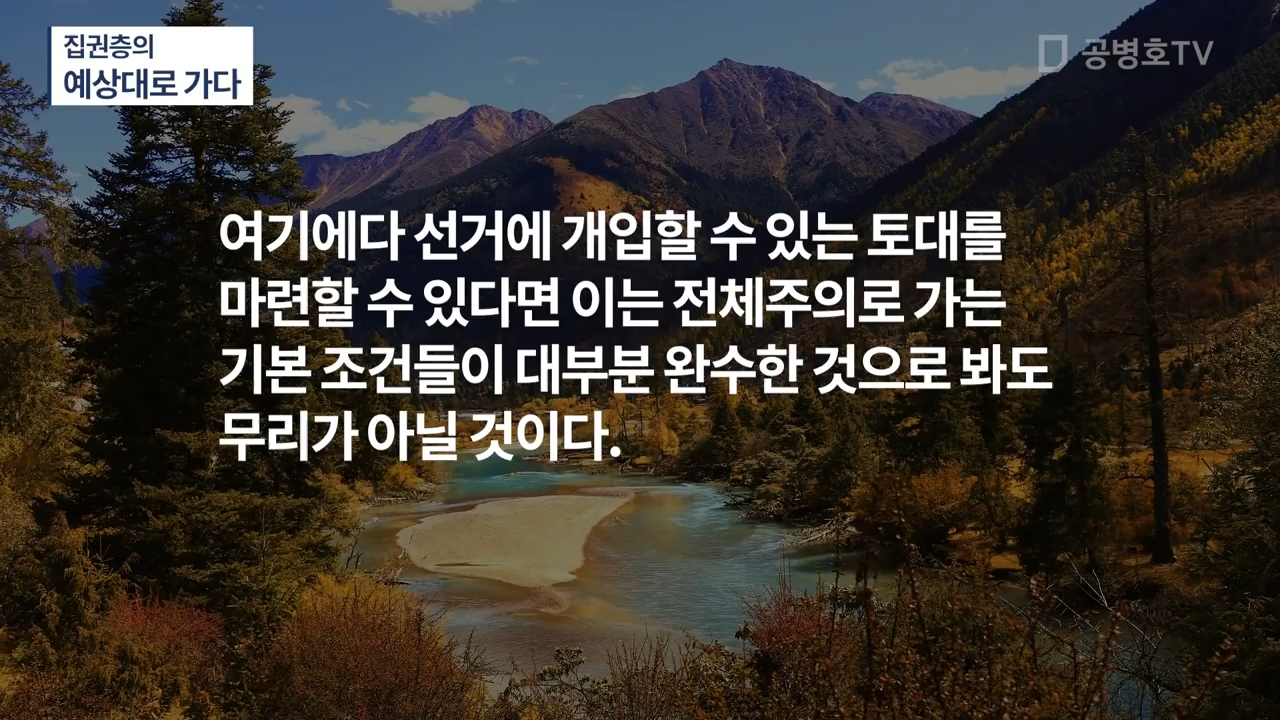 집권층의
예상대로 가다
공병호TV
여기에다 선거에 개입할 수 있는 토대를
마련할 수 있다면 이는 전체주의로 가는
기본 조건들이 대부분 완수한 것으로 봐도
무리가 아닐 것이다.